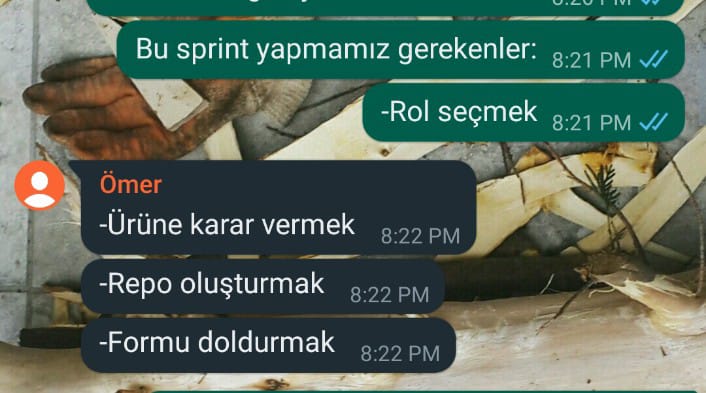 Bu sprint yapmamız gerekenler: 8:21 PM
-Rol seçmek 8:21 PM
Ömer
-Ürüne karar vermek 8:22 PM
-Repo oluşturmak 8:22 PM
-Formu doldurmak 8:22 PM